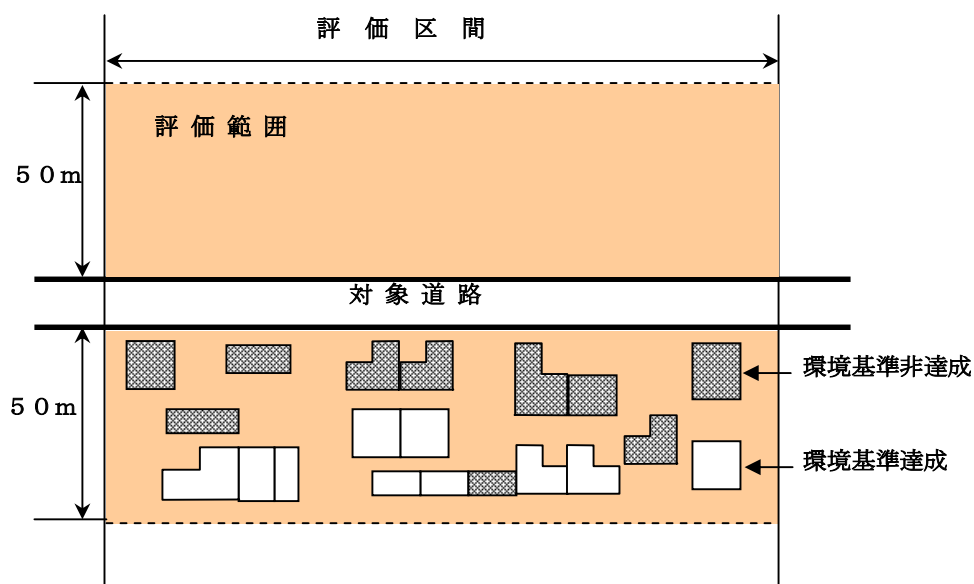 評 価 区 間
評 価 範 囲
５０ｍ
対 象 道 路
環境基準非達成
５０ｍ
環境基準達成